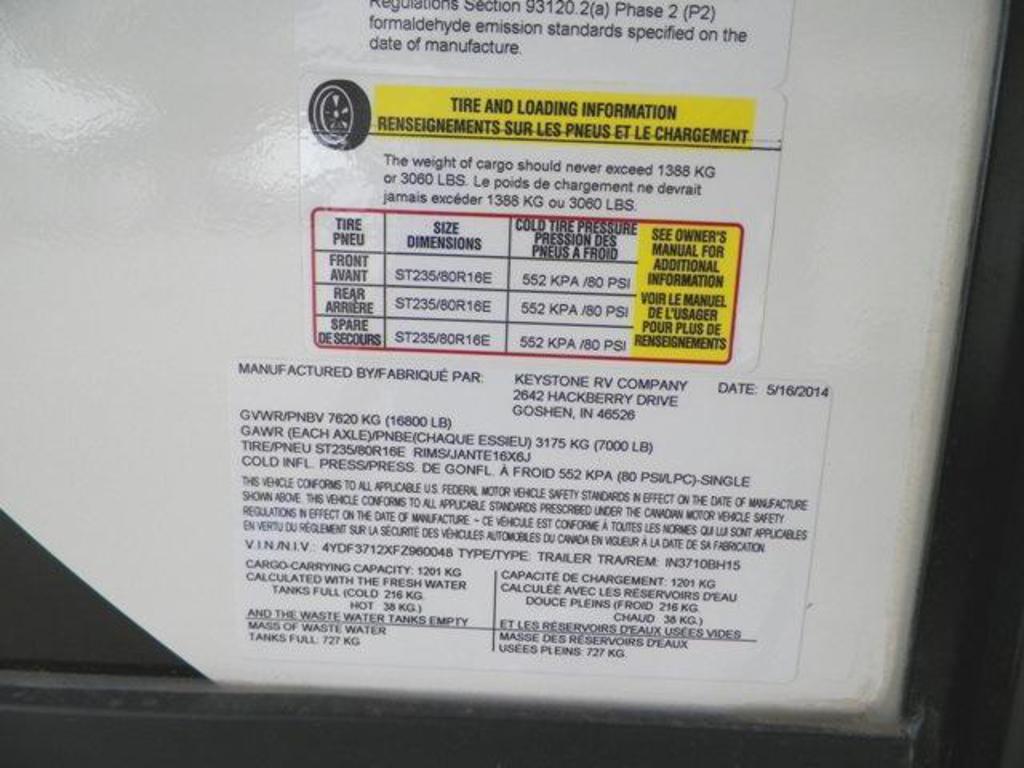 Regulations Section 93120.2(a) Phase 2 (P2)
formaldehyde emission standards specified on the
date of manufacture.
TIRE AND LOADING INFORMATION
RENSEIGNEMENTS SUR LES PNEUS ET LE CHARGEMENT
The weight of cargo should never exceed 1388 KG
or 3060 LBS. Le poids de chargement ne devrait
jamais excéder 1388 KG ou 3060 LBS.
TIRE
PNEU
SIZE
DIMENSIONS
COLD TIRE PRESSURE
PRESSION DES
PNEUS A FROID
SEE OWNER'S
MANUAL FOR
ADDITIONAL
INFORMATION
VOIR LE MANUEL
DE L'USAGER
POUR PLUS DE
RENSEIGNEMENTS
FRONT
AVANT
ST235/80R16E
552 KPA /80 PSI
REAR
ARRIÈRE
ST235/80R16E
552 KPA /80 PSI
SPARE
DE SECOURS
ST235/80R16E
552 KPA /80 PSI
MANUFACTURED BY/FABRIQUÉ PAR:
KEYSTONE RV COMPANY
2642 HACKBERRY DRIVE
GOSHEN, IN 46526
DATE: 5/16/2014
GVWR/PNBV 7620 KG (16800 LB)
GAWR (EACH AXLE)/PNBE(CHAQUE ESSIEU) 3175 KG (7000 LB)
TIRE/PNEU ST235/80R16E RIMS/JANTE16X6J
COLD INFL. PRESS/PRESS. DE GONFL. À FROID 552 KPA (80 PSI/LPC)-SINGLE
THIS VEHICLE CONFORMS TO ALL APPLICABLE U.S. FEDERAL MOTOR VEHICLE SAFETY STANDARDS IN EFFECT ON THE DATE OF MANUFACTURE
SHOWN ABOVE. THIS VEHICLE CONFORMS TO ALL APPLICABLE STANDARDS PRESCRIBED UNDER THE CANADIAN MOTOR VEHICLE SAFETY
REGULATIONS IN EFFECT ON THE DATE OF MANUFACTURE. - CE VÉHICULE EST CONFORME À TOUTES LES NORMES QUI LUI SONT APPLICABLES
EN VERTU DU RÈGLEMENT SUR LA SÉCURITÉ DES VÉHICULES AUTOMOBILES DU CANADA EN VIGUEUR À LA DATE DE SA FABRICATION.
V.I.N./N.I.V.: 4YDF3712XFZ960048 TYPE/TYPE: TRAILER TRA/REM: IN3710BH15
CARGO-CARRYING CAPACITY: 1201 KG
CALCULATED WITH THE FRESH WATER
TANKS FULL (COLD 216 KG.
HOT 38 KG.)
AND THE WASTE WATER TANKS EMPTY
MASS OF WASTE WATER
TANKS FULL: 727 KG
CAPACITÉ DE CHARGEMENT: 1201 KG
CALCULÉE AVEC LES RÉSERVOIRS D'EAU
DOUCE PLEINS (FROID 216 KG.
CHAUD 38 KG.)
ET LES RÉSERVOIRS D'EAUX USÉES VIDES
MASSE DES RÉSERVOIRS D'EAUX
USÉES PLEINS: 727 KG.